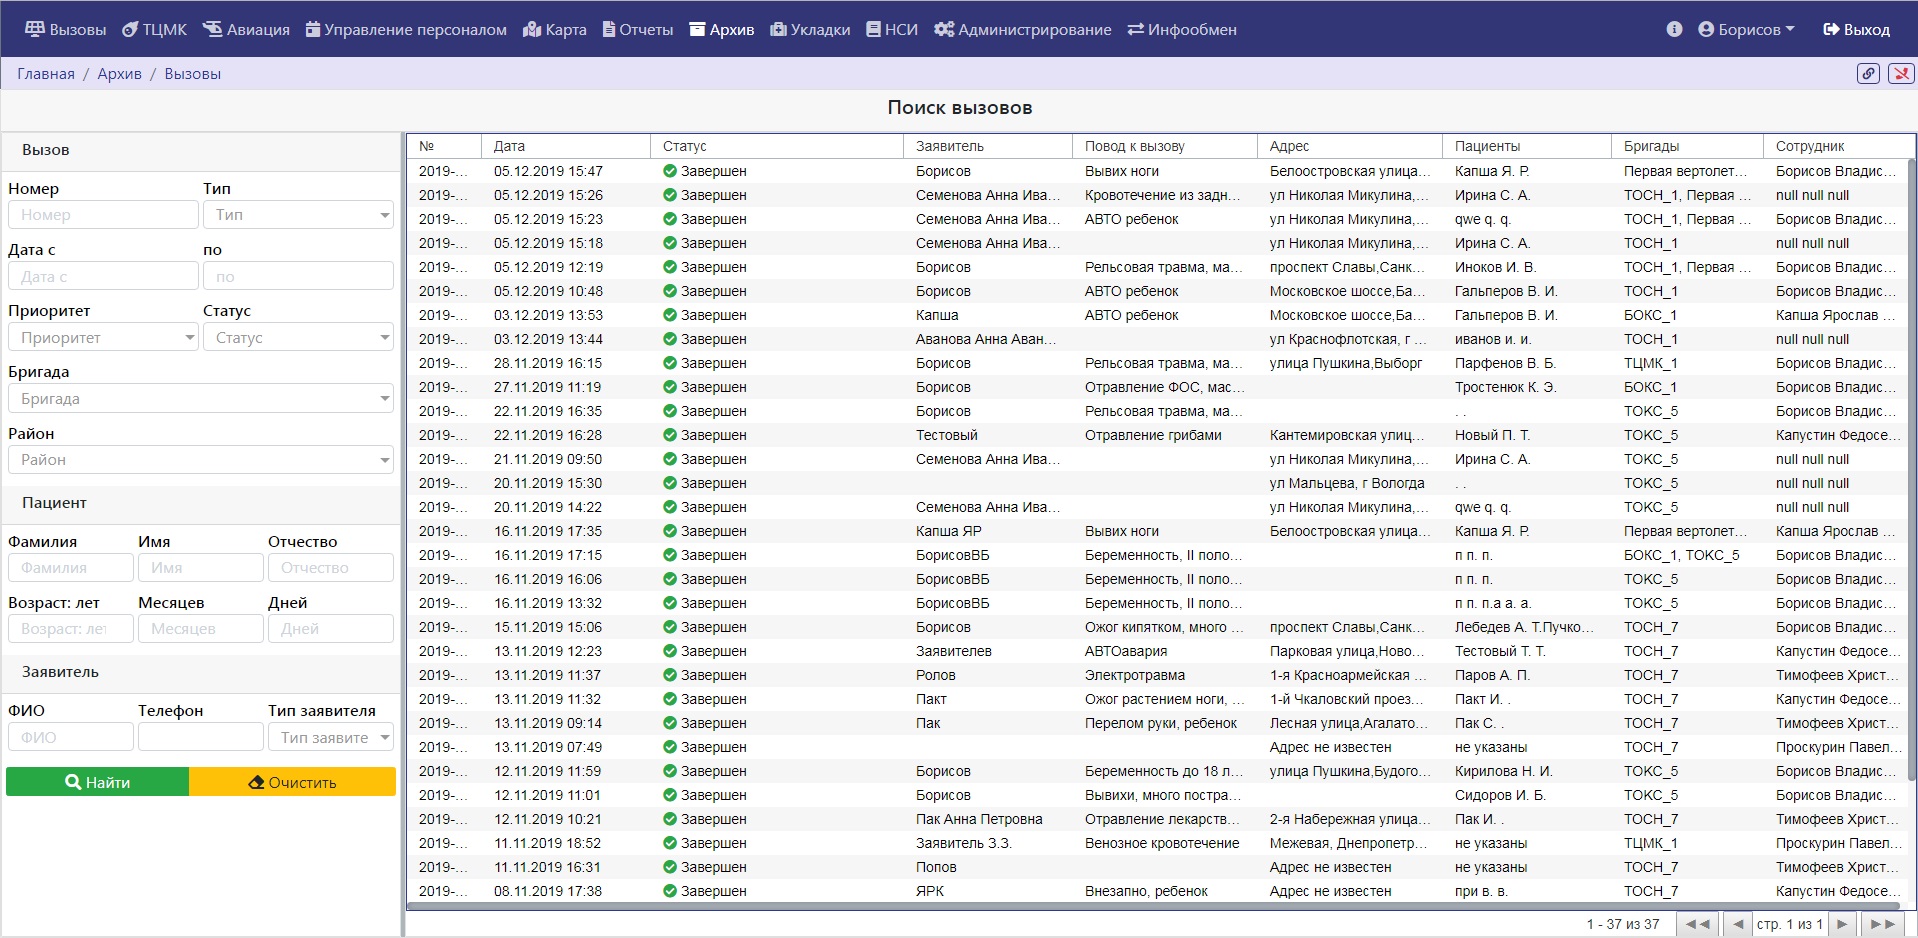 Вызовы ТЦМК Авиация Управление персоналом Карта Отчеты Архив Укладки НСИ Администрирование Инфообмен Борисов Выход
Главная / Архив / Вызовы
Поиск вызовов
Вызов
Номер Тип
Номер Тип
Дата с по
Дата с по
Приоритет Статус
Приоритет Статус
Бригада
Бригада
Район
Район
Пациент
Фамилия Имя Отчество
Фамилия Имя Отчество
Возраст: лет Месяцев Дней
Возраст: лет Месяцев Дней
Заявитель
ФИО Телефон Тип заявителя
ФИО Тип заявите
Найти Очистить
№ Дата Статус Заявитель Повод к вызову Адрес Пациенты Бригады Сотрудник
2019-... 05.12.2019 15:47 Завершен Борисов Вывих ноги Белоостровская улица... Капша Я. Р. Первая вертолет... Борисов Владис...
2019-... 05.12.2019 15:26 Завершен Семенова Анна Ива... Кровотечение из задн... ул Николая Микулина,... Ирина С. А. ТОСН_1, Первая ... null null null
2019-... 05.12.2019 15:23 Завершен Семенова Анна Ива... АВТО ребенок ул Николая Микулина,... qwe q. q. ТОСН_1, Первая ... Борисов Владис...
2019-... 05.12.2019 15:18 Завершен Семенова Анна Ива... ул Николая Микулина,... Ирина С. А. ТОСН_1 null null null
2019-... 05.12.2019 12:19 Завершен Борисов Рельсовая травма, ма... проспект Славы,Санк... Иноков И. В. ТОСН_1, Первая ... Борисов Владис...
2019-... 05.12.2019 10:48 Завершен Борисов АВТО ребенок Московское шоссе,Ба... Гальперов В. И. ТОСН_1 Борисов Владис...
2019-... 03.12.2019 13:53 Завершен Капша АВТО ребенок Московское шоссе,Ба... Гальперов В. И. БОКС_1 Капша Ярослав ...
2019-... 03.12.2019 13:44 Завершен Аванова Анна Аван... ул Краснофлотская, г ... иванов и. и. ТОСН_1 null null null
2019-... 28.11.2019 16:15 Завершен Борисов Рельсовая травма, ма... улица Пушкина,Выборг Парфенов В. Б. ТЦМК_1 Борисов Владис...
2019-... 27.11.2019 11:19 Завершен Борисов Отравление ФОС, мас... Тростенюк К. Э. БОКС_1 Борисов Владис...
2019-... 22.11.2019 16:35 Завершен Борисов Рельсовая травма, ма... . . ТОКС_5 Борисов Владис...
2019-... 22.11.2019 16:28 Завершен Тестовый Отравление грибами Кантемировская улиц... Новый П. Т. ТОКС_5 Капустин Федосе...
2019-... 21.11.2019 09:50 Завершен Семенова Анна Ива... ул Николая Микулина,... Ирина С. А. ТОКС_5 null null null
2019-... 20.11.2019 15:30 Завершен ул Мальцева, г Вологда . . ТОКС_5 null null null
2019-... 20.11.2019 14:22 Завершен Семенова Анна Ива... ул Николая Микулина,... qwe q. q. ТОКС_5 null null null
2019-... 16.11.2019 17:35 Завершен Капша ЯР Вывих ноги Белоостровская улица... Капша Я. Р. Первая вертолет... Капша Ярослав ...
2019-... 16.11.2019 17:15 Завершен БорисовВБ Беременность, II поло... п п. п. БОКС_1, ТОКС_5 Борисов Владис...
2019-... 16.11.2019 16:06 Завершен БорисовВБ Беременность, II поло... п п. п. ТОКС_5 Борисов Владис...
2019-... 16.11.2019 13:32 Завершен БорисовВБ Беременность, II поло... п п. п.а а. а. ТОКС_5 Борисов Владис...
2019-... 15.11.2019 15:06 Завершен Борисов Ожог кипятком, много ... проспект Славы,Санк... Лебедев А. Т.Пучко... ТОСН_7 Борисов Владис...
2019-... 13.11.2019 12:23 Завершен Заявителев АВТОавария Парковая улица,Ново... Тестовый Т. Т. ТОСН_7 Капустин Федосе...
2019-... 13.11.2019 11:37 Завершен Ролов Электротравма 1-я Красноармейская ... Паров А. П. ТОСН_7 Тимофеев Христ...
2019-... 13.11.2019 11:32 Завершен Пакт Ожог растением ноги, ... 1-й Чкаловский проез... Пакт И. . ТОСН_7 Капустин Федосе...
2019-... 13.11.2019 09:14 Завершен Пак Перелом руки, ребенок Лесная улица,Агалато... Пак С. . ТОСН_7 Тимофеев Христ...
2019-... 13.11.2019 07:49 Завершен Адрес не известен не указаны ТОСН_7 Проскурин Павел...
2019-... 12.11.2019 11:59 Завершен Борисов Беременность до 18 л... улица Пушкина,Будого... Кирилова Н. И. ТОКС_5 Борисов Владис...
2019-... 12.11.2019 11:01 Завершен Борисов Вывихи, много постра... Сидоров И. Б. ТОКС_5 Борисов Владис...
2019-... 12.11.2019 10:21 Завершен Пак Анна Петровна Отравление лекарств... 2-я Набережная улица... Пак И. . ТОСН_7 Тимофеев Христ...
2019-... 11.11.2019 18:52 Завершен Заявитель З.З. Венозное кровотечение Межевая, Днепропетр... не указаны ТЦМК_1 Проскурин Павел...
2019-... 11.11.2019 16:31 Завершен Попов Адрес не известен не указаны ТОСН_7 Тимофеев Христ...
2019-... 08.11.2019 17:38 Завершен ЯРК Внезапно, ребенок Адрес не известен при в. в. ТОСН_7 Капустин Федосе...
1 - 37 из 37 стр. 1 из 1